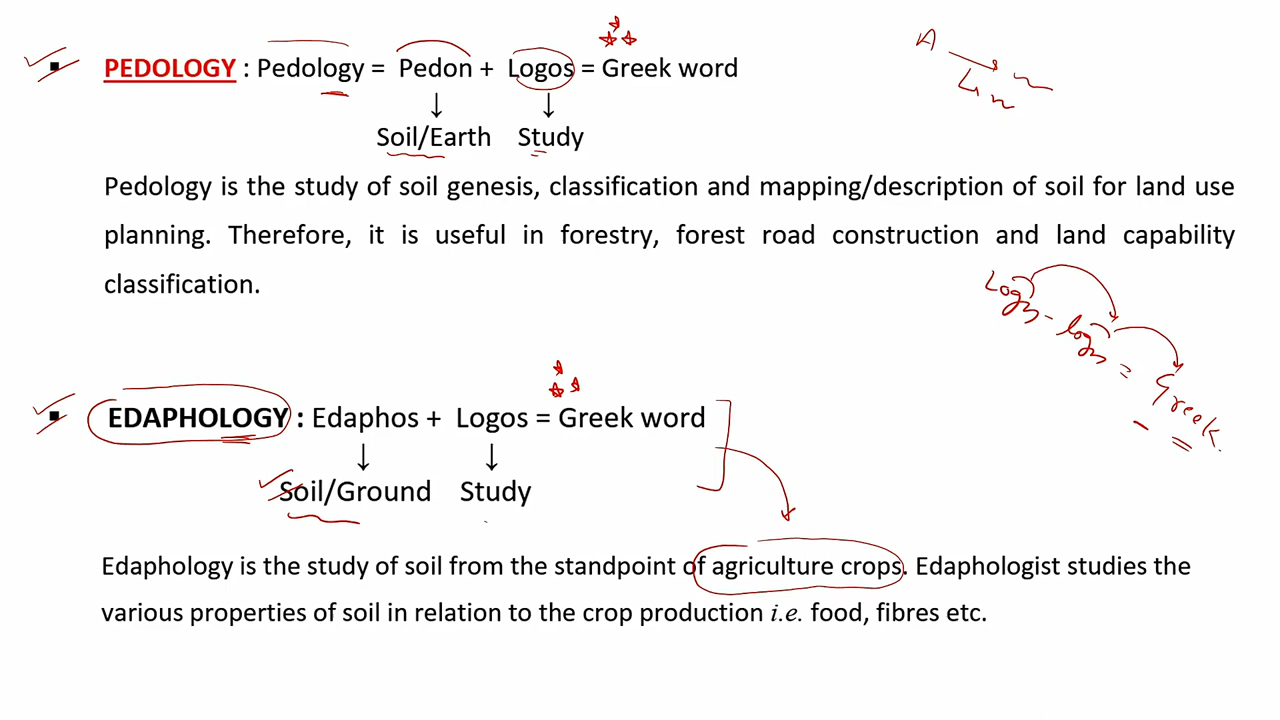 ▪ PEDOLOGY : Pedology = Pedon + Logos = Greek word
↓ ↓
Soil/Earth Study
Pedology is the study of soil genesis, classification and mapping/description of soil for land use
planning. Therefore, it is useful in forestry, forest road construction and land capability
classification.
Logy - logy = Greek
▪ EDAPHOLOGY : Edaphos + Logos = Greek word
↓ ↓
Soil/Ground Study
Edaphology is the study of soil from the standpoint of agriculture crops. Edaphologist studies the
various properties of soil in relation to the crop production i.e. food, fibres etc.